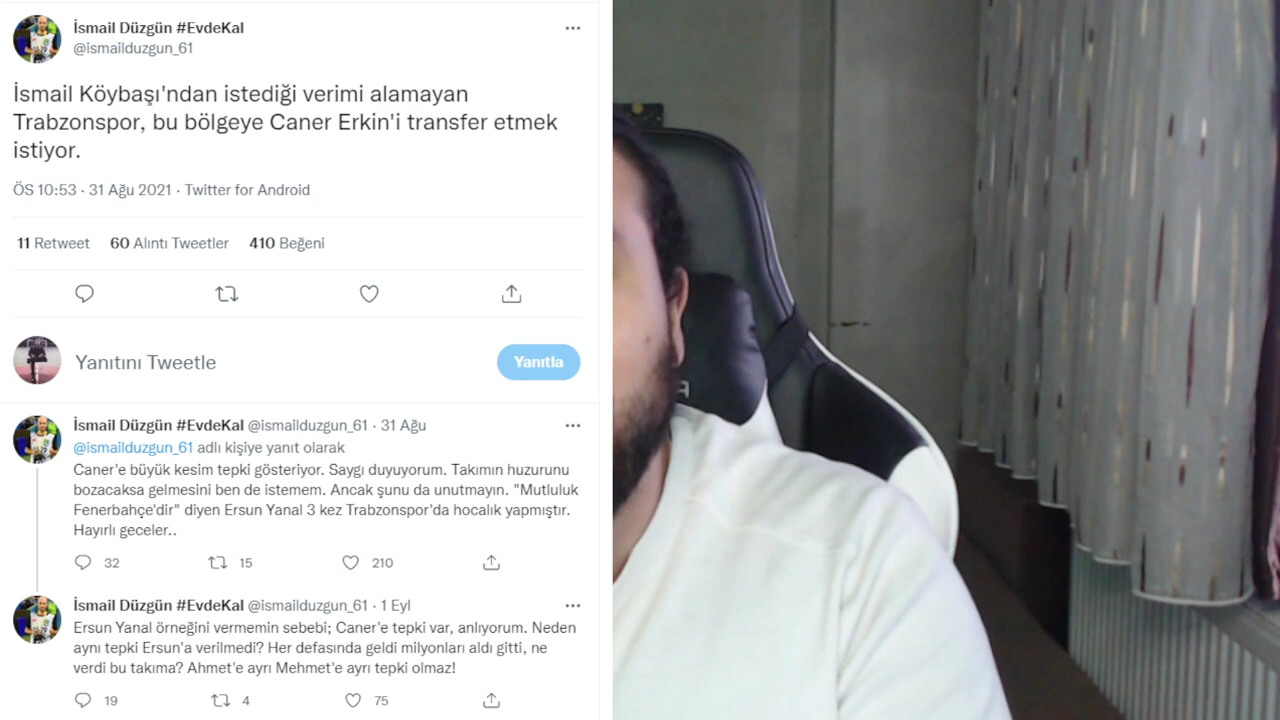 İsmail Düzgün #EvdeKal
@ismailduzgun_61
İsmail Köybaşı'ndan istediği verimi alamayan
Trabzonspor, bu bölgeye Caner Erkin'i transfer etmek
istiyor.
ÖS 10:53 · 31 Ağu 2021 · Twitter for Android
11 Retweet 60 Alıntı Tweetler 410 Beğeni
Yanıtını Tweetle Yanıtla
İsmail Düzgün #EvdeKal @ismailduzgun_61 · 31 Ağu
@ismailduzgun_61 adlı kişiye yanıt olarak
Caner'e büyük kesim tepki gösteriyor. Saygı duyuyorum. Takımın huzurunu
bozacaksa gelmesini ben de istemem. Ancak şunu da unutmayın. "Mutluluk
Fenerbahçe'dir" diyen Ersun Yanal 3 kez Trabzonspor'da hocalık yapmıştır.
Hayırlı geceler..
32 15 210
İsmail Düzgün #EvdeKal @ismailduzgun_61 · 1 Eyl
Ersun Yanal örneğini vermemin sebebi; Caner'e tepki var, anlıyorum. Neden
aynı tepki Ersun'a verilmedi? Her defasında geldi milyonları aldı gitti, ne
verdi bu takıma? Ahmet'e ayrı Mehmet'e ayrı tepki olmaz!
19 4 75